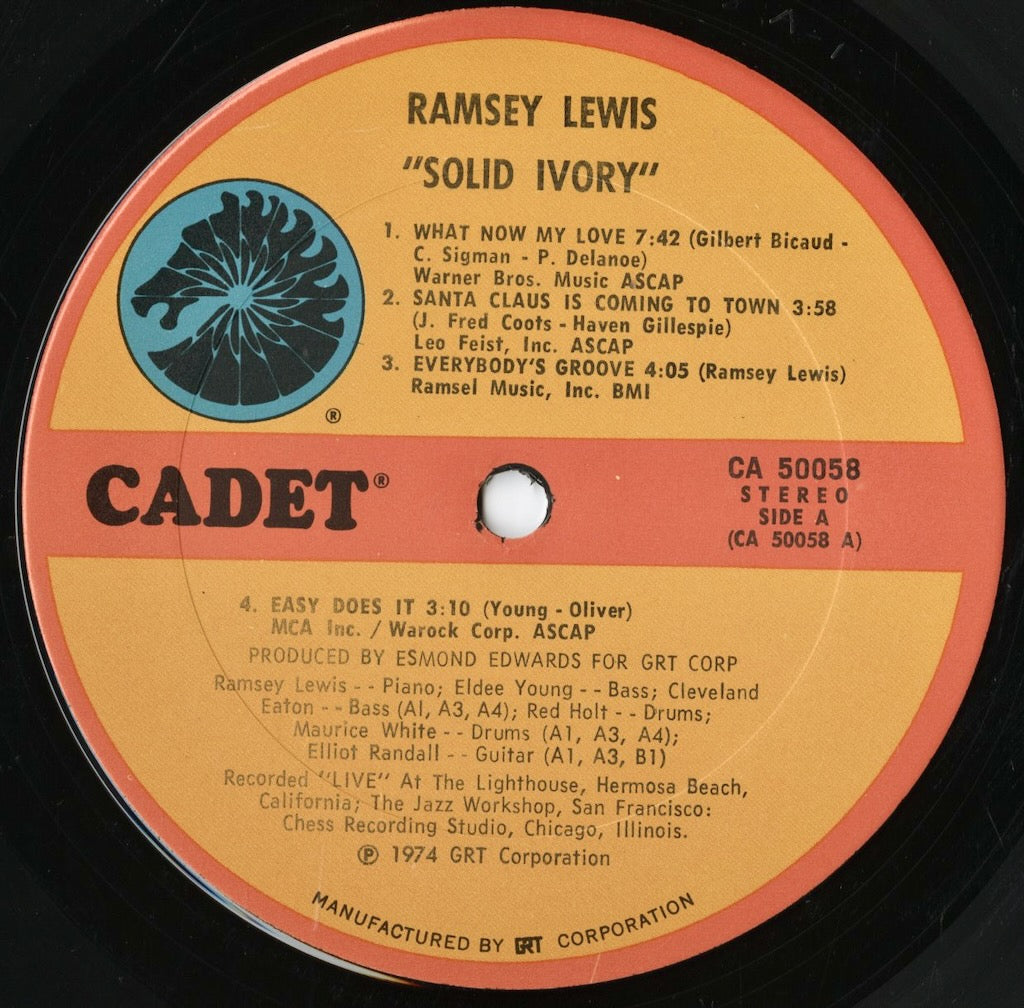 RAMSEY LEWIS
"SOLID IVORY"
1. WHAT NOW MY LOVE 7:42 (Gilbert Bicaud -
C. Sigman - P. Delanoe)
Warner Bros. Music ASCAP
2. SANTA CLAUS IS COMING TO TOWN 3:58
(J. Fred Coots - Haven Gillespie)
Leo Feist, Inc. ASCAP
3. EVERYBODY'S GROOVE 4:05 (Ramsey Lewis)
Ramsel Music, Inc. BMI
®
CADET®
CA 50058
STEREO
SIDE A
(CA 50058 A)
4. EASY DOES IT 3:10 (Young - Oliver)
MCA Inc. / Warock Corp. ASCAP
PRODUCED BY ESMOND EDWARDS FOR GRT CORP
Ramsey Lewis - - Piano; Eldee Young - - Bass; Cleveland
Eaton - - Bass (Al, A3, A4); Red Holt - - Drums;
Maurice White - - Drums (A1, A3, A4);
Elliot Randall - - Guitar (A1, A3, B1)
Recorded "LIVE" At The Lighthouse, Hermosa Beach,
California; The Jazz Workshop, San Francisco:
Chess Recording Studio, Chicago, Illinois.
℗ 1974 GRT Corporation
MANUFACTURED BY GRT CORPORATION